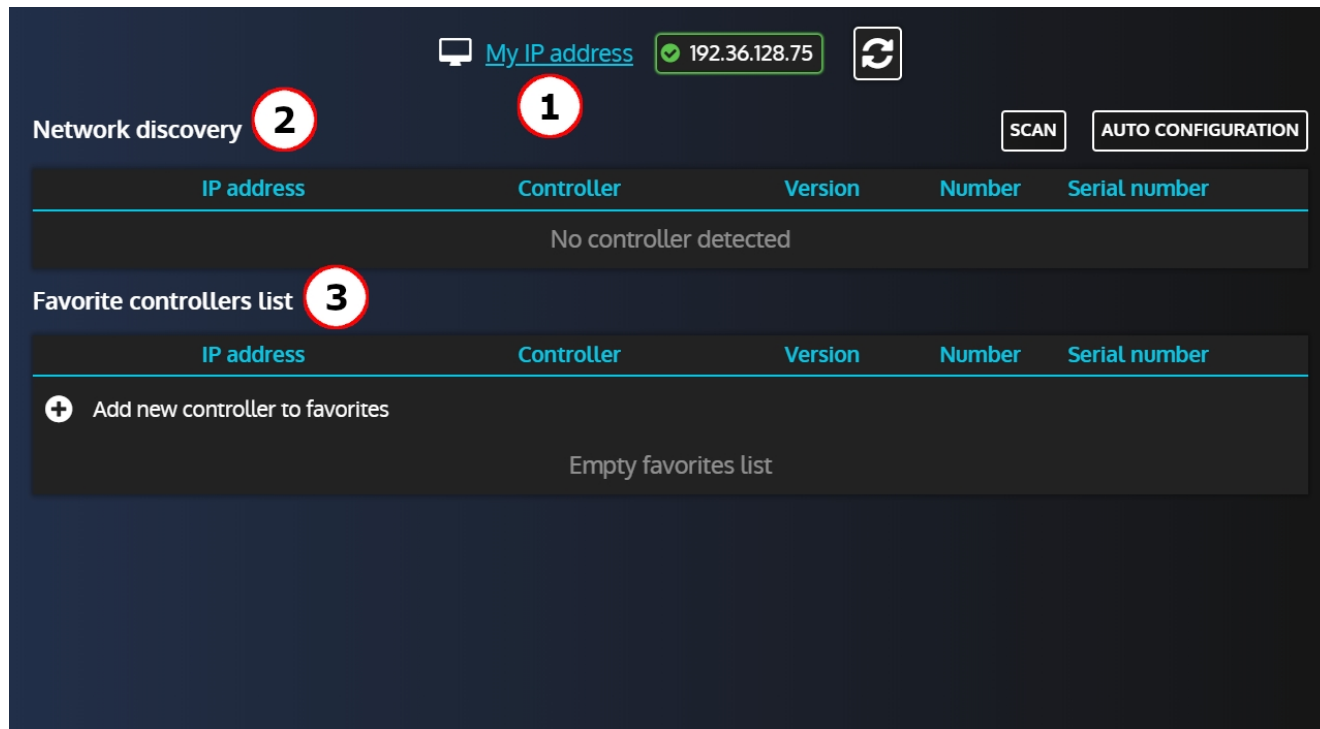 My IP address 192.36.128.75
1
Network discovery 2 SCAN AUTO CONFIGURATION
IP address Controller Version Number Serial number
No controller detected
Favorite controllers list 3
IP address Controller Version Number Serial number
Add new controller to favorites
Empty favorites list